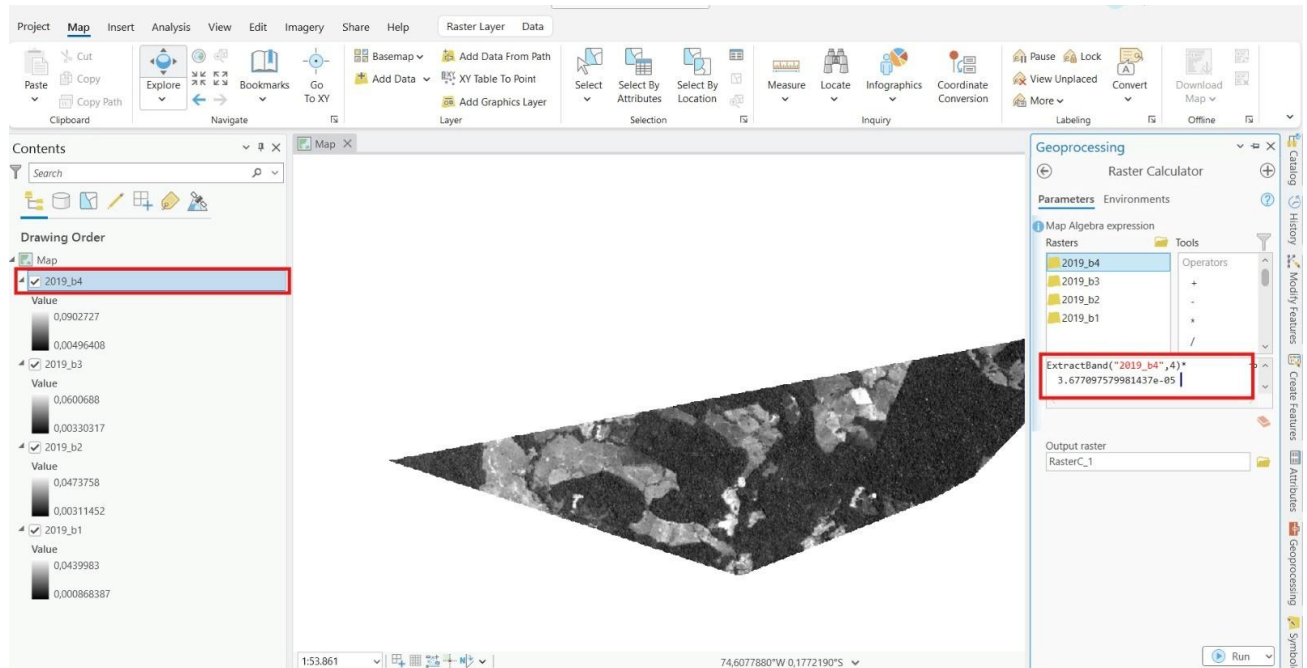 Project Map Insert Analysis View Edit Imagery Share Help Raster Layer Data
Paste
Cut
Copy
Copy Path
Clipboard
Explore
Bookmarks
Go To XY
Navigate
Basemap
Add Data
Add Data From Path
XY Table To Point
Add Graphics Layer
Layer
Select
Select By Attributes
Select By Location
Selection
Measure
Locate
Infographics
Coordinate Conversion
Inquiry
Pause
Lock
View Unplaced
More
Convert
Labeling
Download Map
Offline
Contents
Search
Drawing Order
Map
2019_b4
Value
0,0902727
0,00496408
2019_b3
Value
0,0600688
0,00330317
2019_b2
Value
0,0473758
0,00311452
2019_b1
Value
0,0439983
0,000868387
Map
1:53.861
74,6077880°W 0,1772190°S
Geoprocessing
Raster Calculator
Parameters Environments
Map Algebra expression
Rasters
2019_b4
2019_b3
2019_b2
2019_b1
Tools
Operators
+
-
*
/
ExtractBand("2019_b4",4)*
3.677097579981437e-05
Output raster
RasterC_1
Run
Catalog
History
Modify Features
Create Features
Attributes
Geoprocessing